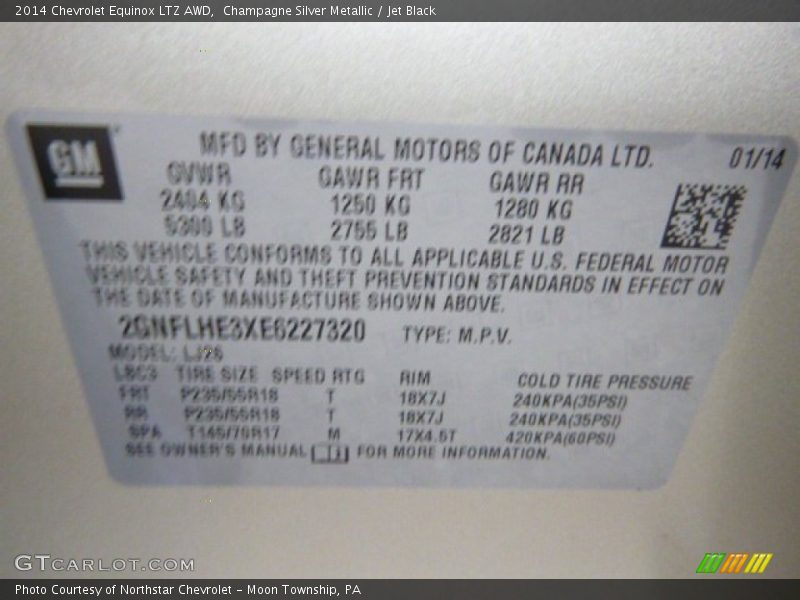 2014 Chevrolet Equinox LTZ AWD, Champagne Silver Metallic / Jet Black
GM
MFD BY GENERAL MOTORS OF CANADA LTD. 01/14
GVWR GAWR FRT GAWR RR
2404 KG 1250 KG 1280 KG
5300 LB 2755 LB 2821 LB
THIS VEHICLE CONFORMS TO ALL APPLICABLE U.S. FEDERAL MOTOR
VEHICLE SAFETY AND THEFT PREVENTION STANDARDS IN EFFECT ON
THE DATE OF MANUFACTURE SHOWN ABOVE.
2GNFLHE3XE6227320 TYPE: M.P.V.
MODEL: LJ26
TIRE SIZE SPEED RTG RIM COLD TIRE PRESSURE
FRT P235/55R18 T 18X7J 240KPA(35PSI)
RR P235/55R18 T 18X7J 240KPA(35PSI)
SPA T145/70R17 M 17X4.5T 420KPA(60PSI)
SEE OWNER'S MANUAL FOR MORE INFORMATION.
GTCARLOT.COM
Photo Courtesy of Northstar Chevrolet - Moon Township, PA